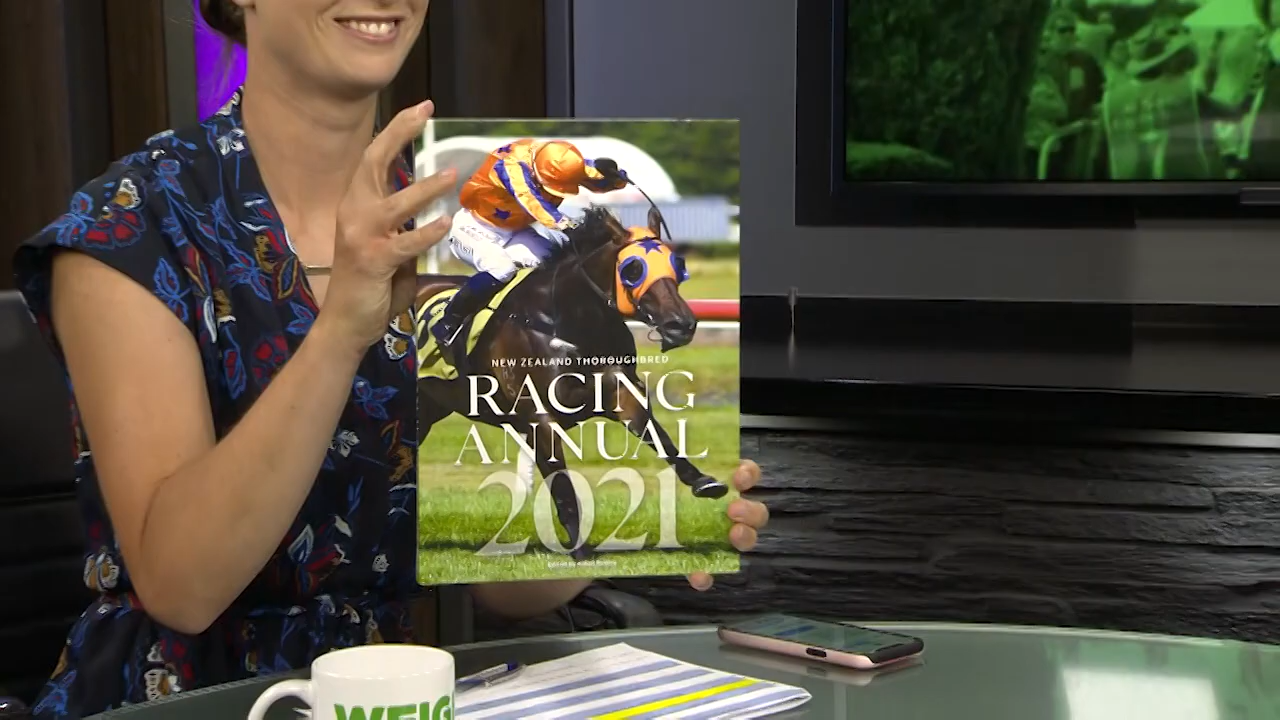 NEW ZEALAND THOROUGHBRED
RACING
ANNUAL
2021
WEIG